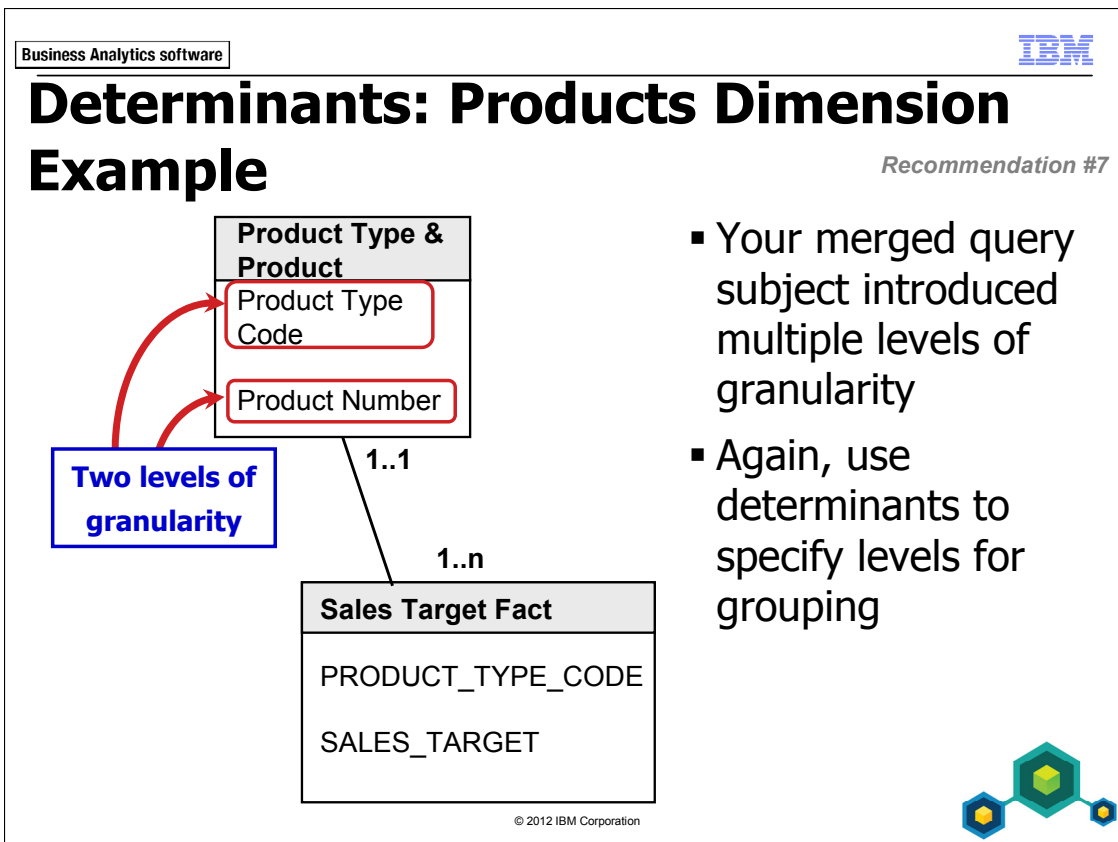 Business Analytics software
IBM
Determinants: Products Dimension
Example
Recommendation #7
Product Type &
Product
Product Type
Code
Product Number
Two levels of
granularity
1..1
1..n
Sales Target Fact
PRODUCT_TYPE_CODE
SALES_TARGET
▪ Your merged query
subject introduced
multiple levels of
granularity
▪ Again, use
determinants to
specify levels for
grouping
© 2012 IBM Corporation